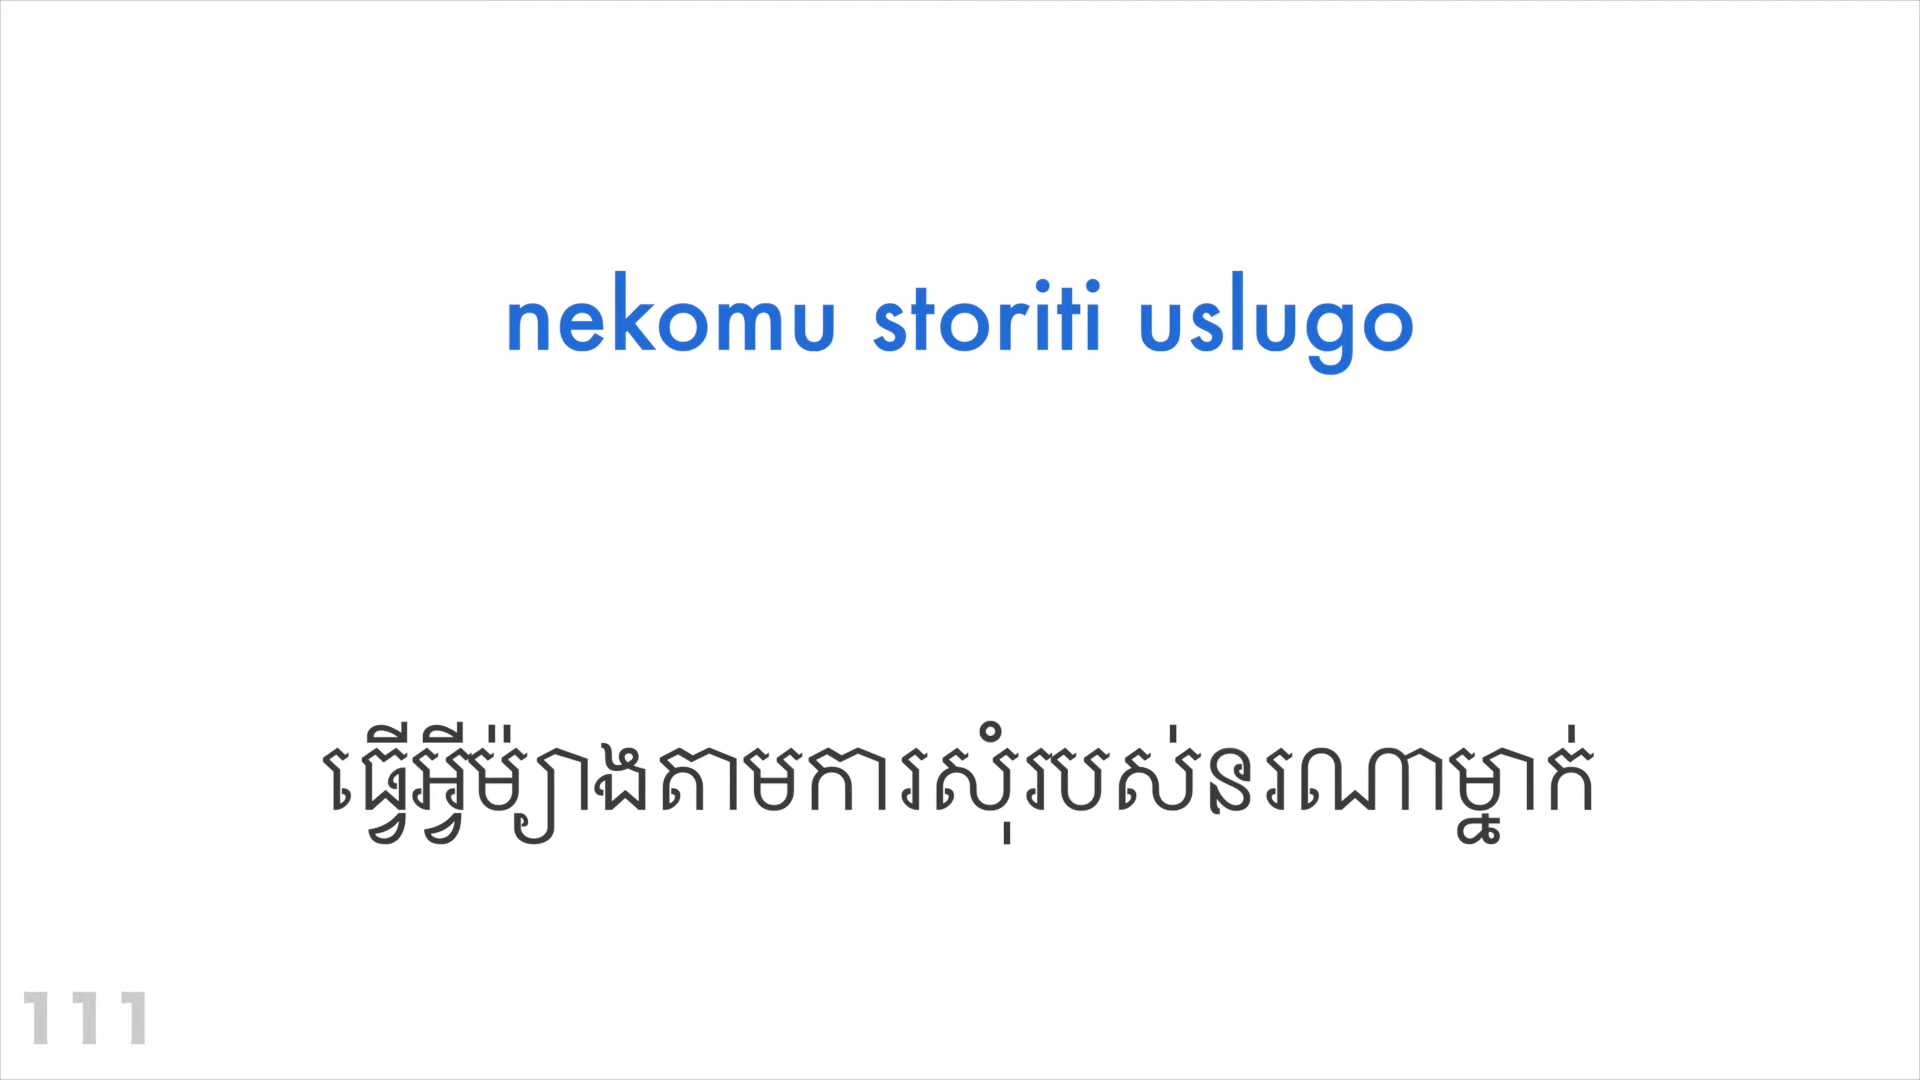 nekomu storiti uslugo
ធ្វើអ្វីម៉្យាងតាមការសុំរបស់នរណាម្នាក់
111